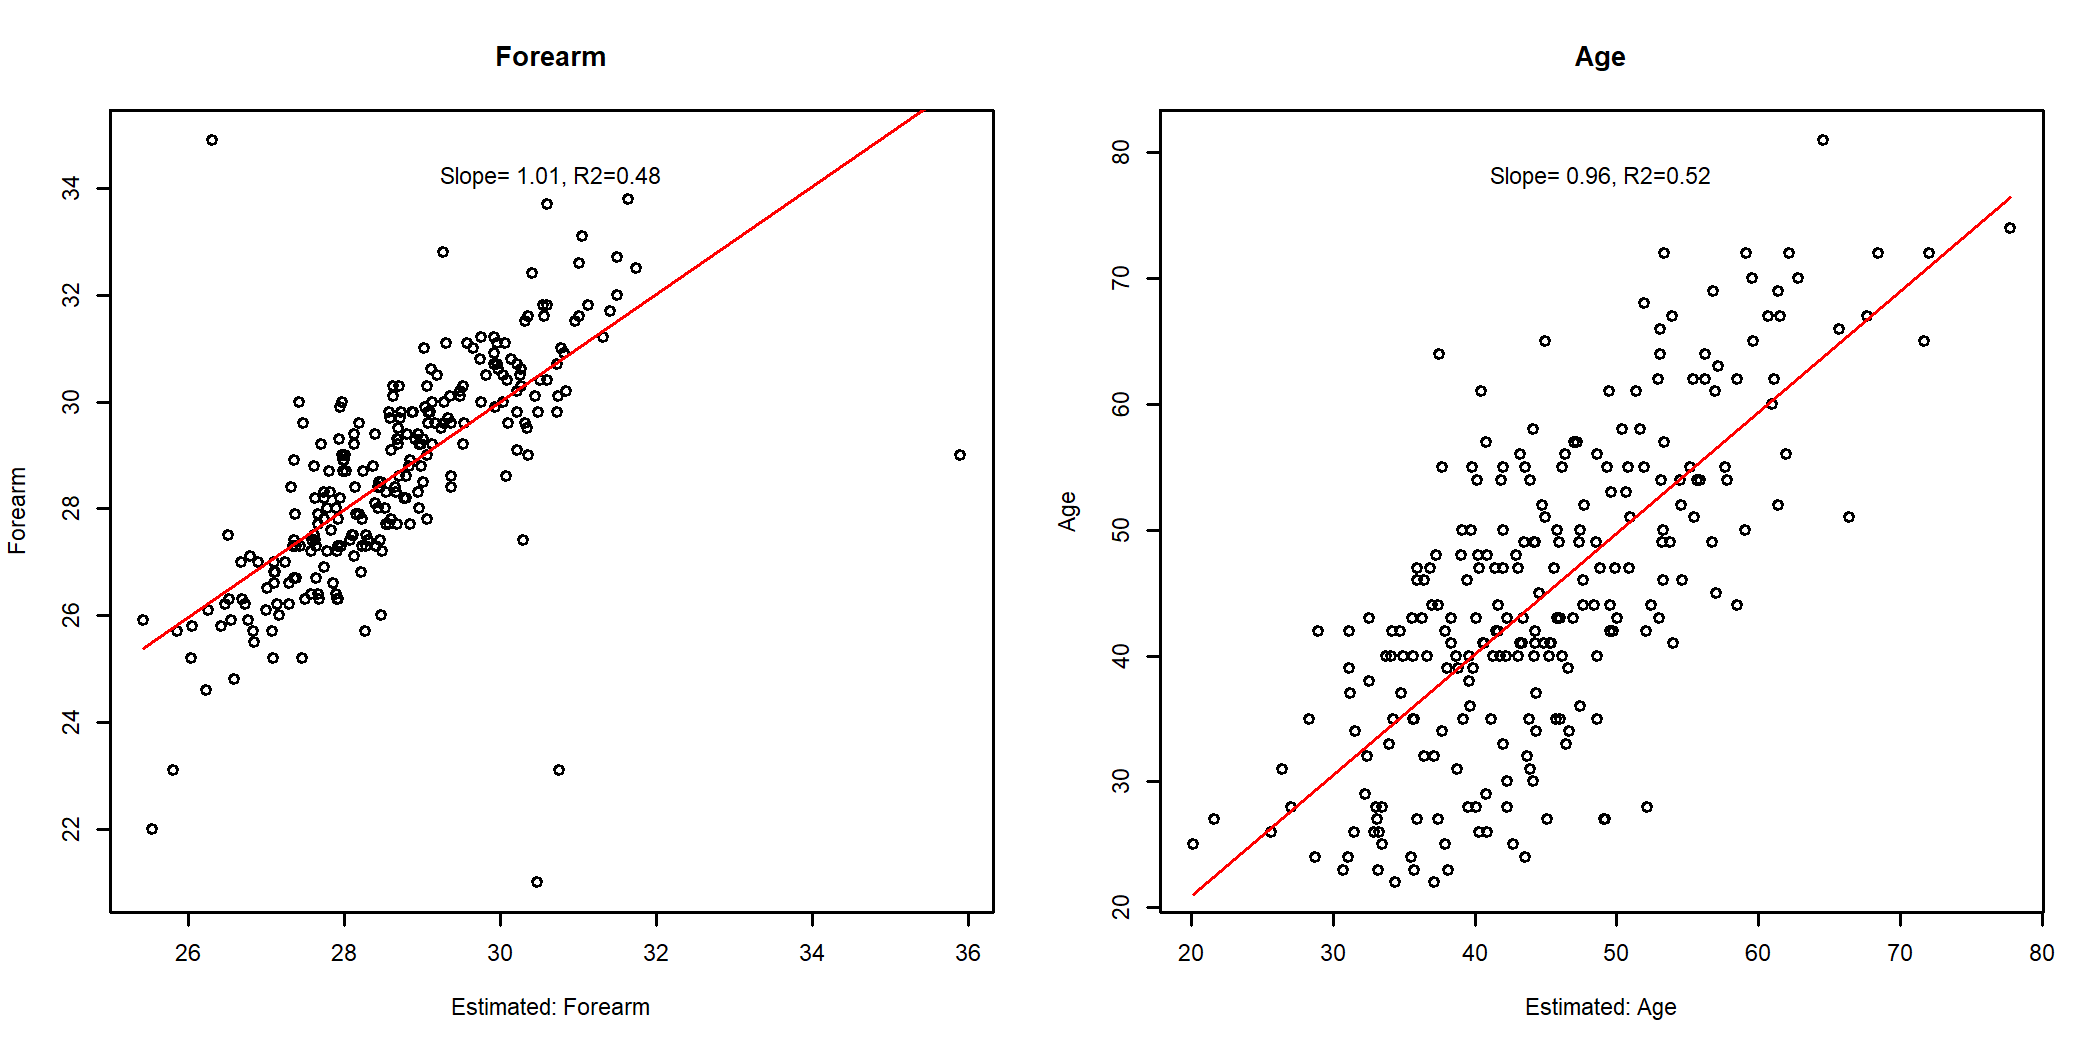 Forearm
Slope= 1.01, R2=0.48
Forearm
34
32
30
28
26
24
22
26 28 30 32 34 36
Estimated: Forearm
Age
Slope= 0.96, R2=0.52
Age
80
70
60
50
40
30
20
20 30 40 50 60 70 80
Estimated: Age